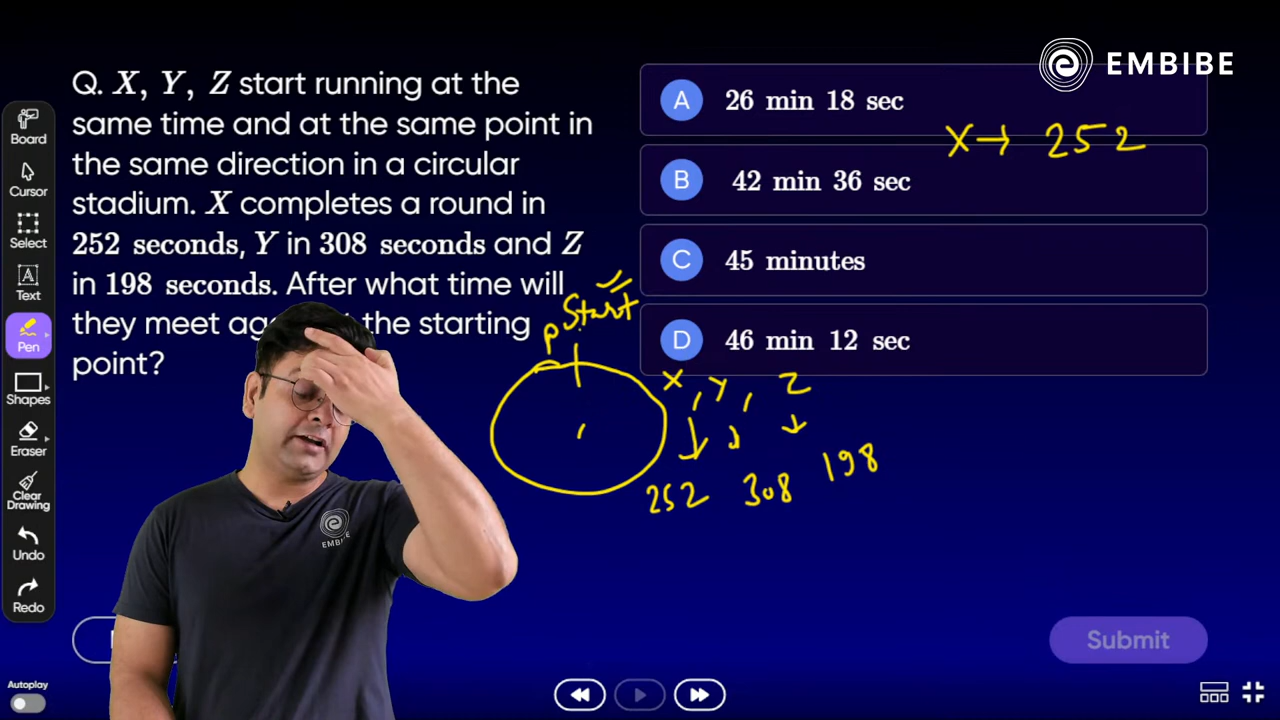 EMBIBE
Q. X, Y, Z start running at the
same time and at the same point in
the same direction in a circular
stadium. X completes a round in
252 seconds, Y in 308 seconds and Z
in 198 seconds. After what time will
they meet the starting
point?
A 26 min 18 sec
X → 252
B 42 min 36 sec
C 45 minutes
D 46 min 12 sec
Start
P
X, Y, Z
252 308 198
Board
Cursor
Select
Text
Pen
Shapes
Eraser
Clear
Drawing
Undo
Redo
EMBIBE
Submit
Autoplay